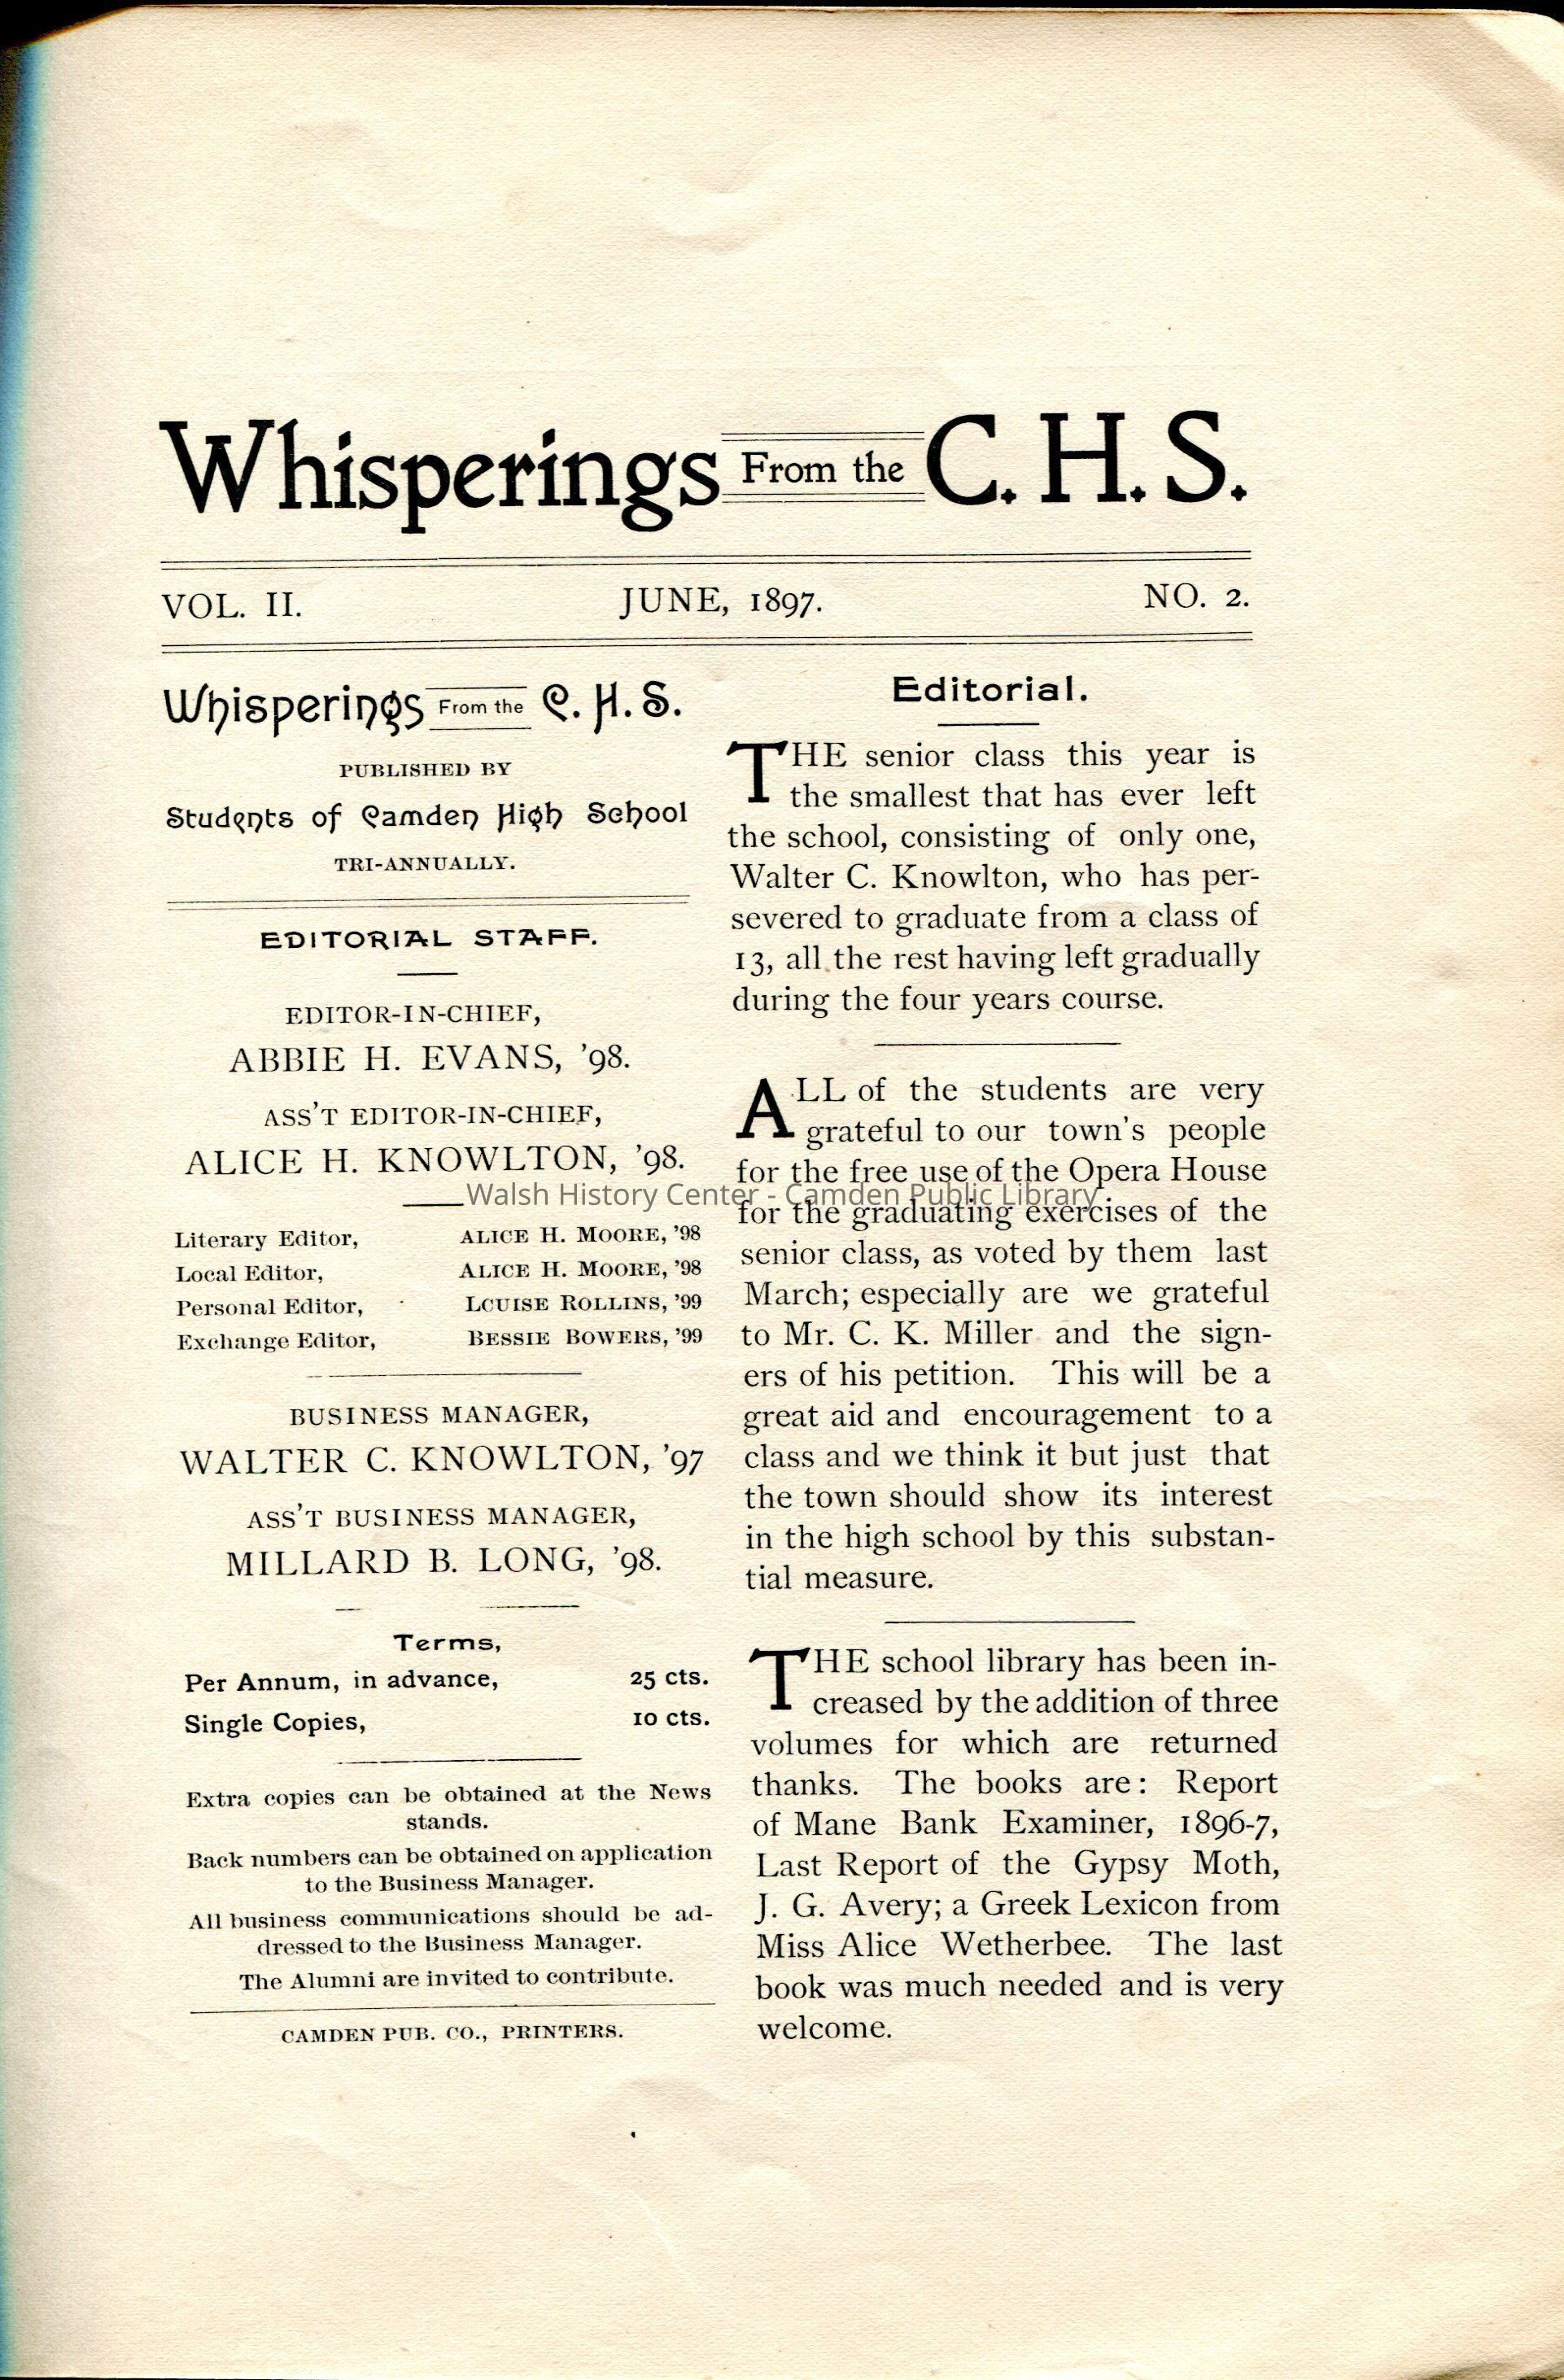 Whisperings From the C. H. S.
VOL. II. JUNE, 1897. NO. 2.
Whisperings From the C. H. S.
PUBLISHED BY
Students of Camden High School
TRI-ANNUALLY.
EDITORIAL STAFF.
EDITOR-IN-CHIEF,
ABBIE H. EVANS, '98.
ASS'T EDITOR-IN-CHIEF,
ALICE H. KNOWLTON, '98.
Literary Editor, ALICE H. MOORE, '98
Local Editor, ALICE H. MOORE, '98
Personal Editor, LOUISE ROLLINS, '99
Exchange Editor, BESSIE BOWERS, '99
BUSINESS MANAGER,
WALTER C. KNOWLTON, '97
ASS'T BUSINESS MANAGER,
MILLARD B. LONG, '98.
Terms,
Per Annum, in advance, 25 cts.
Single Copies, 10 cts.
Extra copies can be obtained at the News
stands.
Back numbers can be obtained on application
to the Business Manager.
All business communications should be ad-
dressed to the Business Manager.
The Alumni are invited to contribute.
CAMDEN PUB. CO., PRINTERS.
Editorial.
THE senior class this year is
the smallest that has ever left
the school, consisting of only one,
Walter C. Knowlton, who has per-
severed to graduate from a class of
13, all the rest having left gradually
during the four years course.
ALL of the students are very
grateful to our town's people
for the free use of the Opera House
Walsh History Center - Camden Public Library
for the graduating exercises of the
senior class, as voted by them last
March; especially are we grateful
to Mr. C. K. Miller and the sign-
ers of his petition. This will be a
great aid and encouragement to a
class and we think it but just that
the town should show its interest
in the high school by this substan-
tial measure.
THE school library has been in-
creased by the addition of three
volumes for which are returned
thanks. The books are: Report
of Mane Bank Examiner, 1896-7,
Last Report of the Gypsy Moth,
J. G. Avery; a Greek Lexicon from
Miss Alice Wetherbee. The last
book was much needed and is very
welcome.